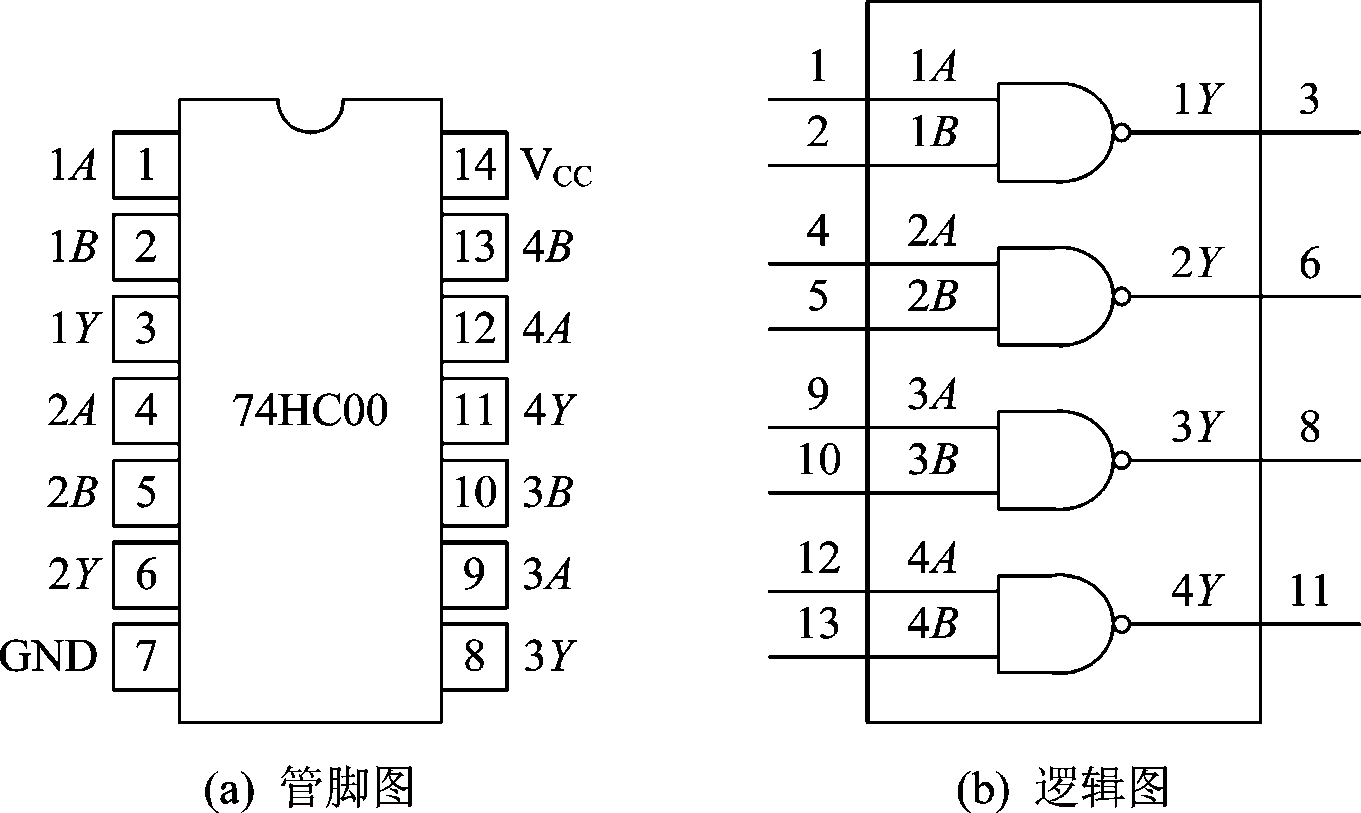 1A 1 14 VCC
1B 2 13 4B
1Y 3 12 4A
2A 4 74HC00 11 4Y
2B 5 10 3B
2Y 6 9 3A
GND 7 8 3Y
(a) 管脚图
1 1A
2 1B
1Y 3
4 2A
5 2B
2Y 6
9 3A
10 3B
3Y 8
12 4A
13 4B
4Y 11
(b) 逻辑图